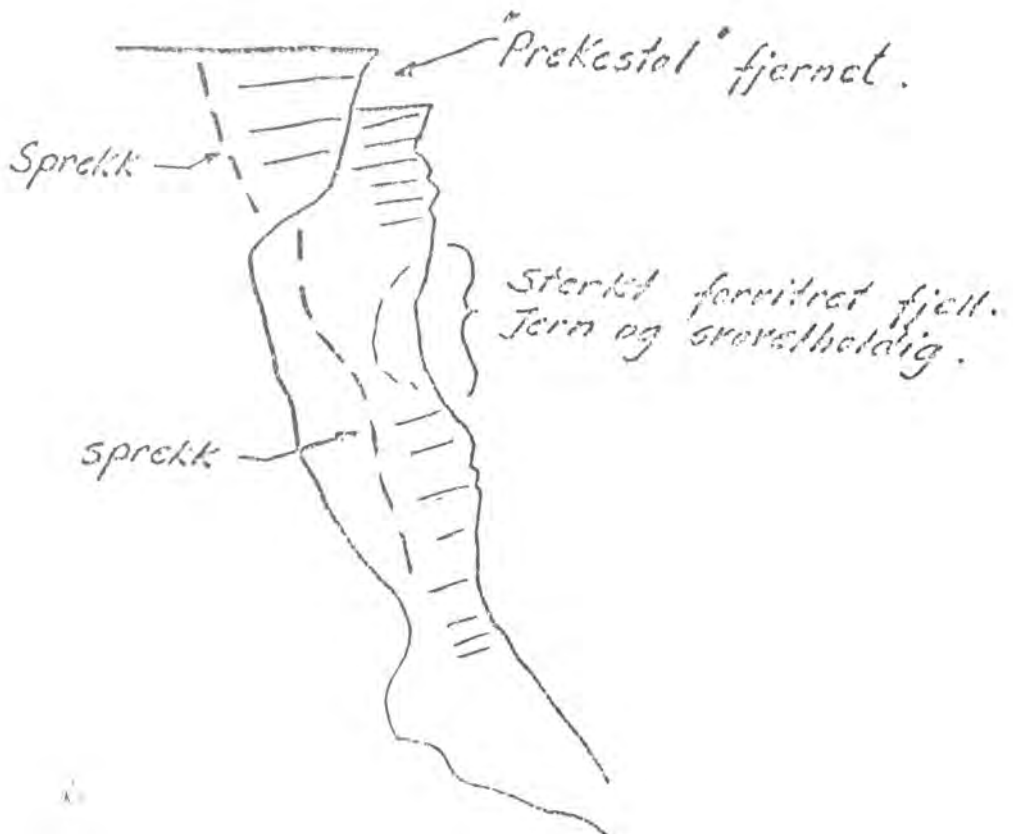 "Prekestol" fjernet.
Sprekk
Sterkt forvitret fjell.
Jern og svovelholdig.
sprekk